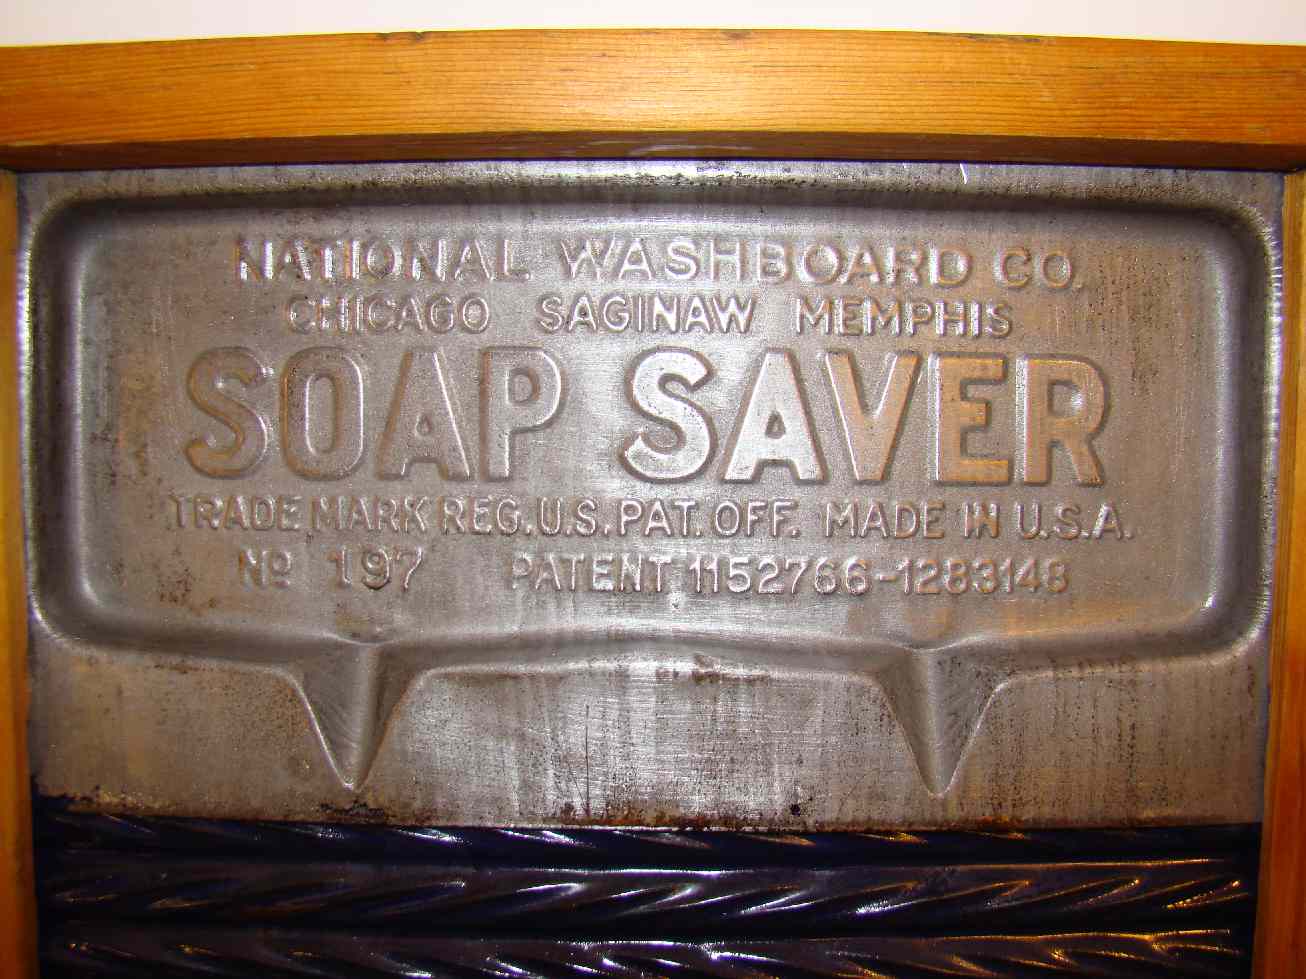 NATIONAL WASHBOARD CO.
CHICAGO SAGINAW MEMPHIS
SOAP SAVER
TRADE MARK REG. U.S. PAT. OFF. MADE IN U.S.A.
Nº 197 PATENT 1152766-1283148